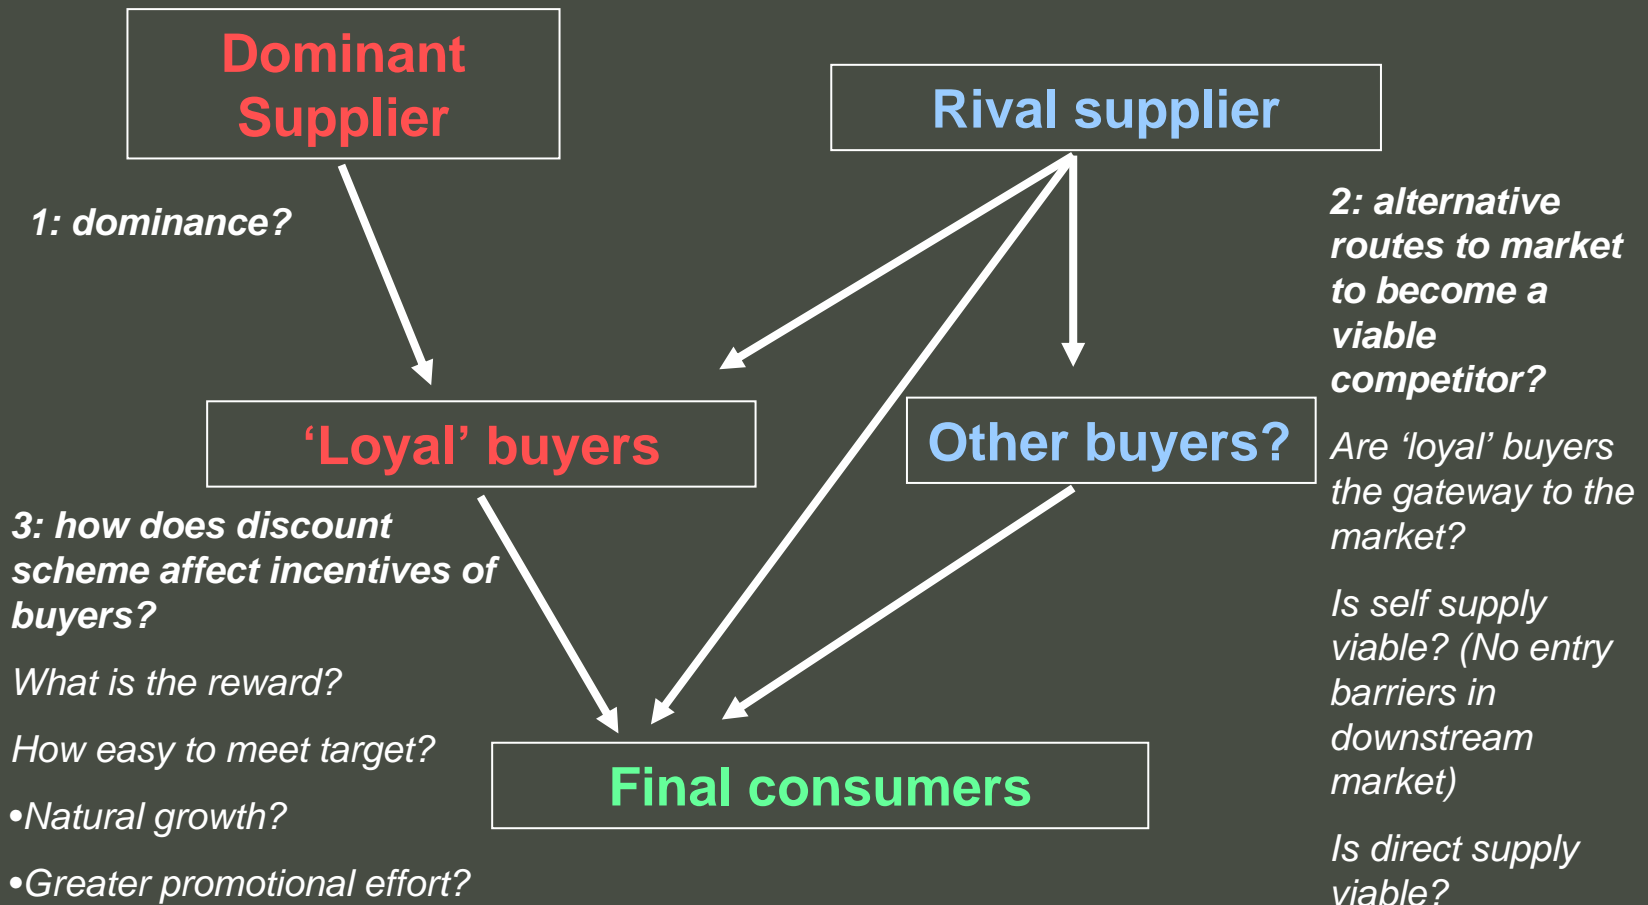 Dominant
Supplier
Rival supplier
1: dominance?
2: alternative
routes to market
to become a
viable
competitor?
‘Loyal’ buyers
Other buyers?
Are ‘loyal’ buyers
the gateway to the
market?
3: how does discount
scheme affect incentives of
buyers?
Is self supply
viable? (No entry
barriers in
downstream
market)
What is the reward?
How easy to meet target?
•Natural growth?
•Greater promotional effort?
Final consumers
Is direct supply
viable?